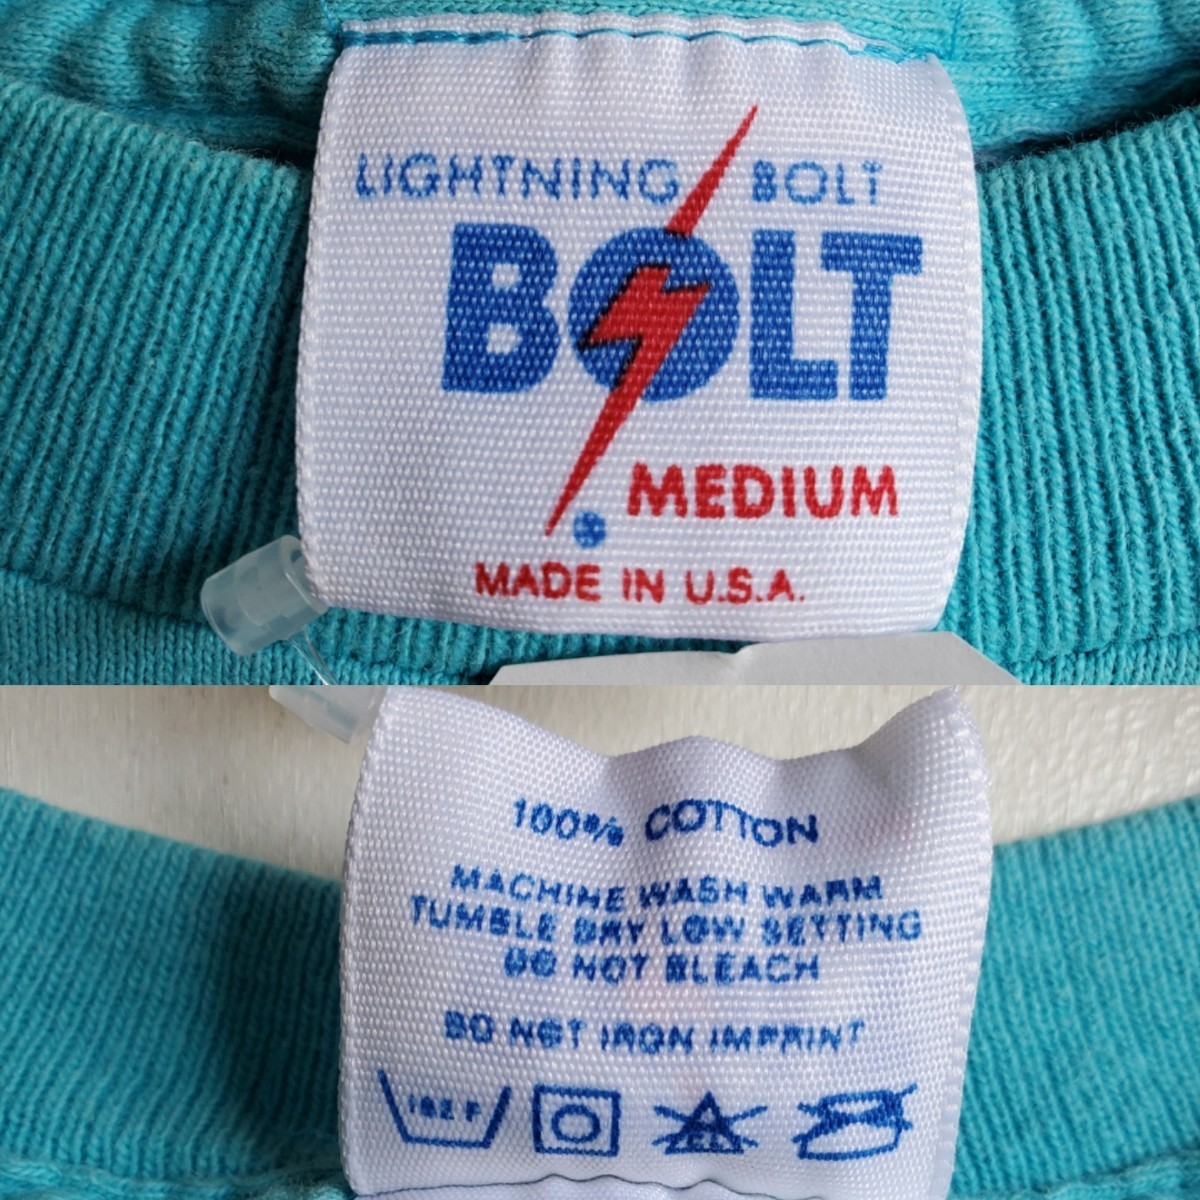 LIGHTNING BOLT
BOLT
MEDIUM
MADE IN U.S.A.
100% COTTON
MACHINE WASH WARM
TUMBLE DRY LOW SETTING
DO NOT BLEACH
DO NOT IRON IMPRINT